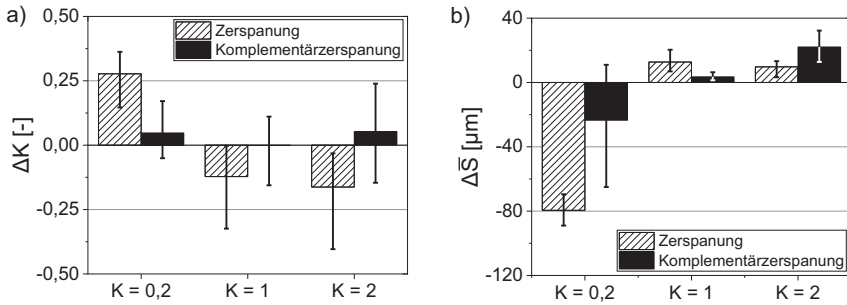 a)
0,50
0,25
0,00
-0,25
-0,50
ΔK [-]
Zerspanung
Komplementärzerspanung
K = 0,2
K = 1
K = 2
b)
40
0
-40
-80
-120
ΔS̅ [µm]
Zerspanung
Komplementärzerspanung
K = 0,2
K = 1
K = 2